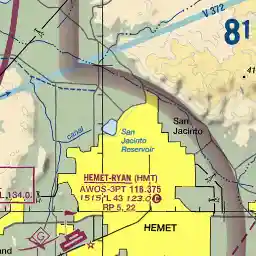 V 372
81
41
canal
San
Jacinto
San
Jacinto
Reservoir
HEMET-RYAN (HMT)
AWOS-3PT 118.375
1515 *L 43 123.0 C
RP 5, 22
L 134.0
HEMET
and